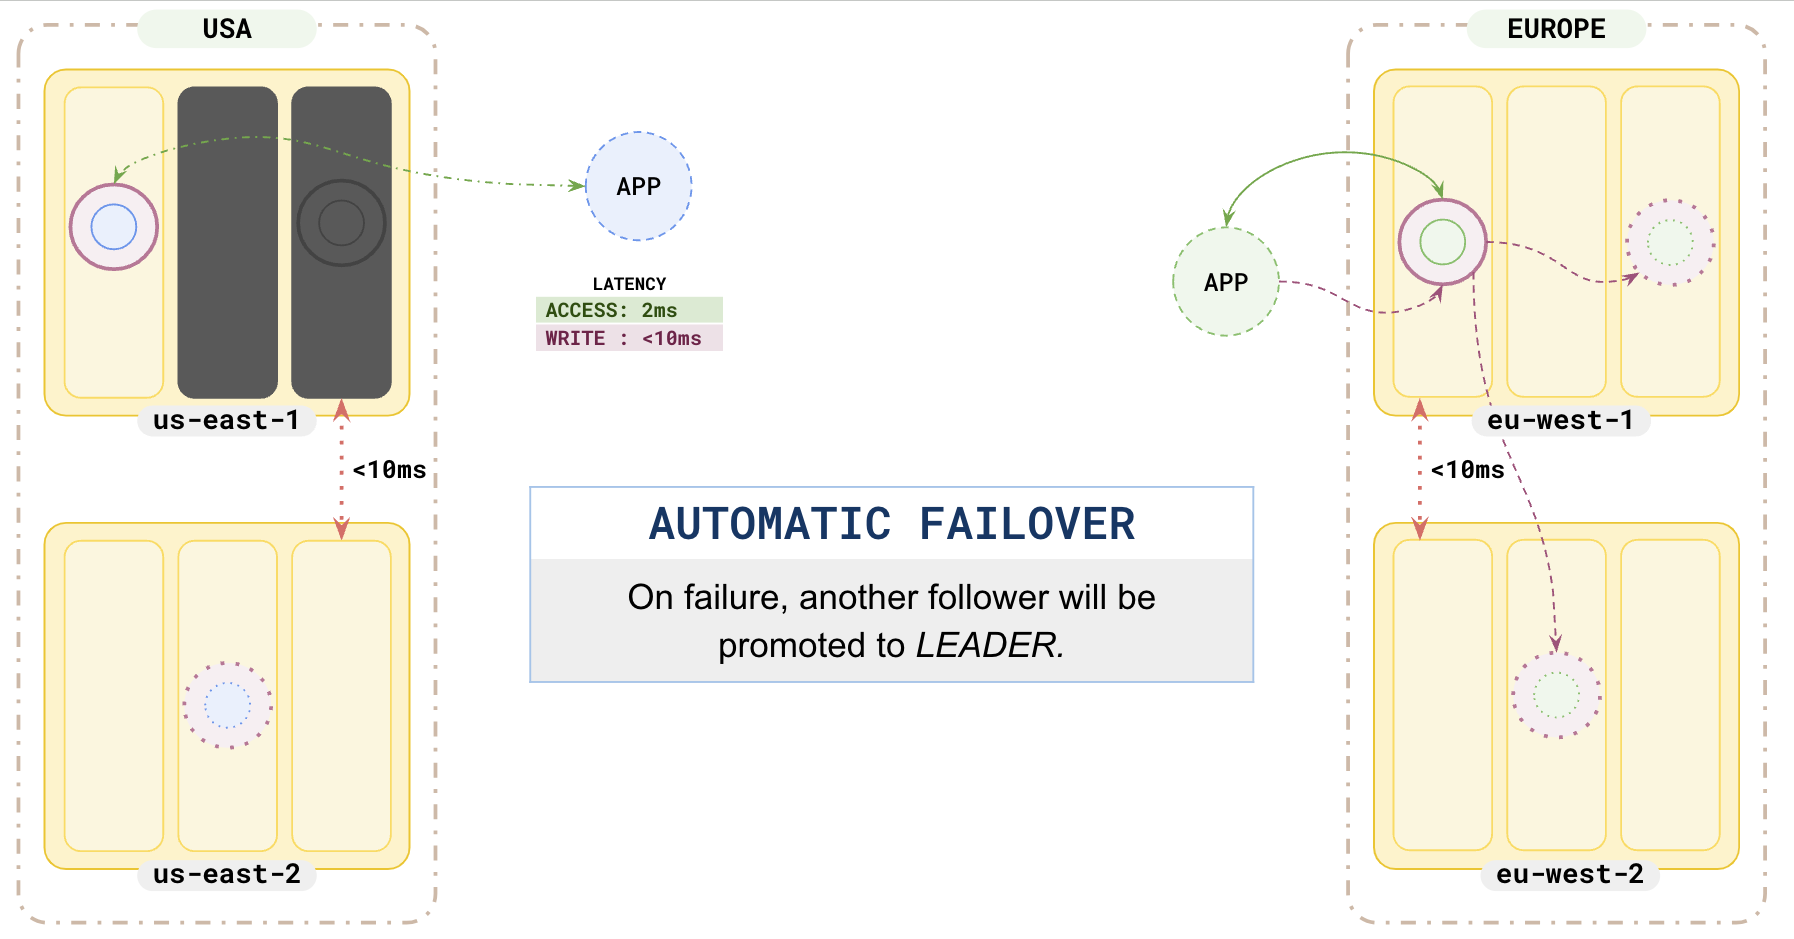 USA
EUROPE
APP
APP
LATENCY
ACCESS: 2ms
WRITE : <10ms
us-east-1
eu-west-1
<10ms
<10ms
AUTOMATIC FAILOVER
On failure, another follower will be
promoted to LEADER.
us-east-2
eu-west-2